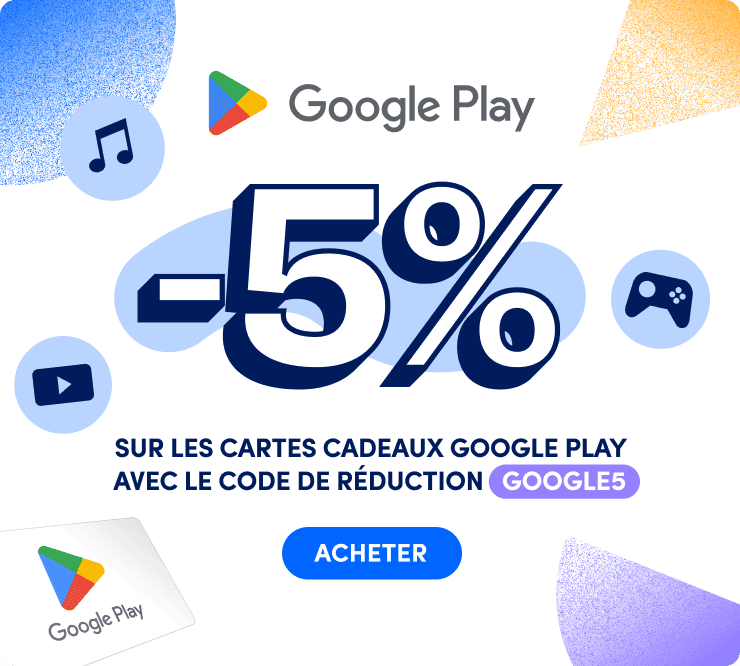 Google Play
-5%
SUR LES CARTES CADEAUX GOOGLE PLAY
AVEC LE CODE DE RÉDUCTION GOOGLE5
ACHETER
Google Play